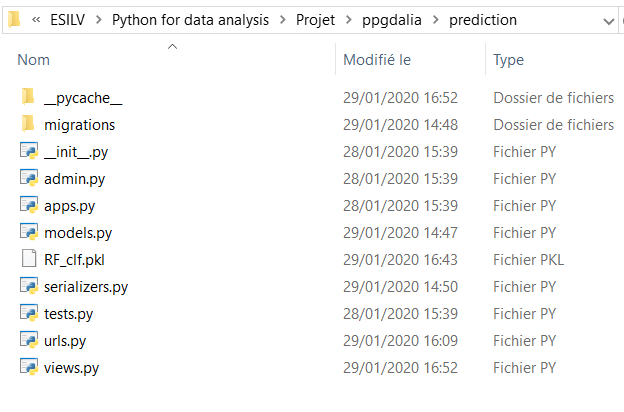 « ESILV > Python for data analysis > Projet > ppgdalia > prediction
Nom Modifié le Type
__pycache__ 29/01/2020 16:52 Dossier de fichiers
migrations 29/01/2020 14:48 Dossier de fichiers
__init__.py 28/01/2020 15:39 Fichier PY
admin.py 28/01/2020 15:39 Fichier PY
apps.py 28/01/2020 15:39 Fichier PY
models.py 29/01/2020 14:47 Fichier PY
RF_clf.pkl 29/01/2020 16:43 Fichier PKL
serializers.py 29/01/2020 14:50 Fichier PY
tests.py 28/01/2020 15:39 Fichier PY
urls.py 29/01/2020 16:09 Fichier PY
views.py 29/01/2020 16:52 Fichier PY